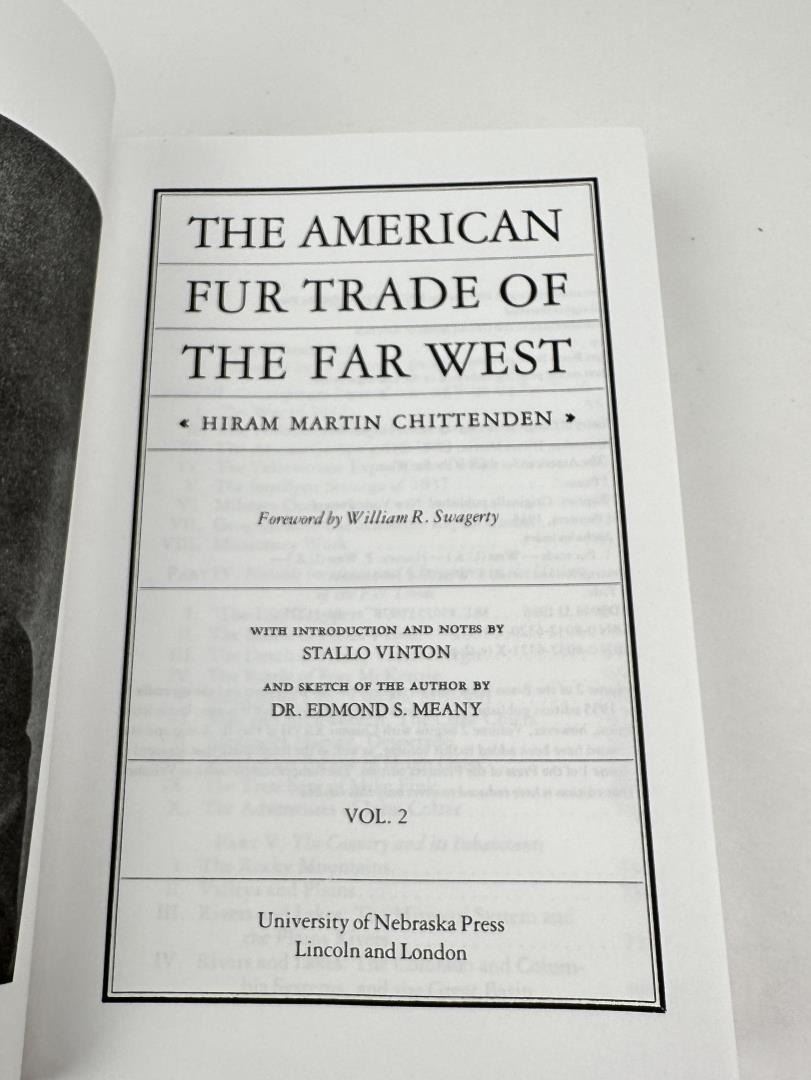 THE AMERICAN
FUR TRADE OF
THE FAR WEST
« HIRAM MARTIN CHITTENDEN »
Foreword by William R. Swagerty
WITH INTRODUCTION AND NOTES BY
STALLO VINTON
AND SKETCH OF THE AUTHOR BY
DR. EDMOND S. MEANY
VOL. 2
University of Nebraska Press
Lincoln and London